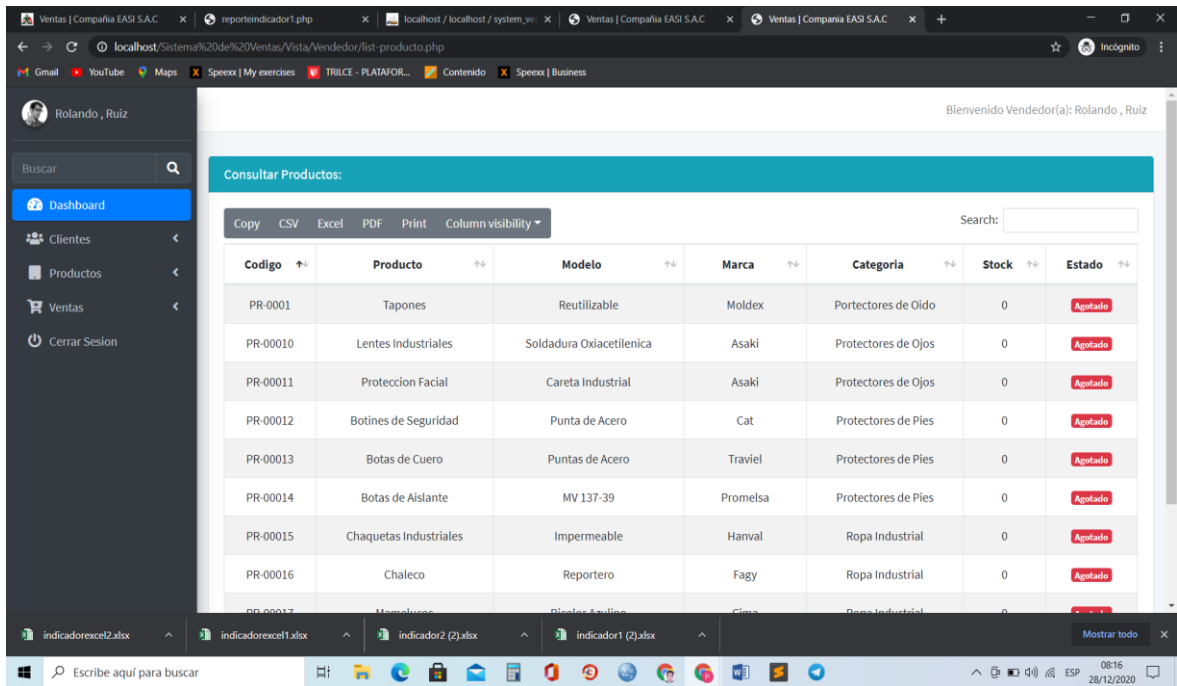 Ventas | Compañia EASI S.A.C
reporteindicador1.php
localhost / localhost / system_ve
Ventas | Compañia EASI S.A.C
Ventas | Compania EASI S.A.C
localhost/Sistema%20de%20Ventas/Vista/Vendedor/list-producto.php
Incógnito
Gmail YouTube Maps Speexx | My exercises TRILCE - PLATAFOR... Contenido Speexx | Business
Rolando , Ruiz
Bienvenido Vendedor(a): Rolando , Ruiz
Buscar
Dashboard
Clientes
Productos
Ventas
Cerrar Sesion
Consultar Productos:
Copy CSV Excel PDF Print Column visibility
Search:
Codigo Producto Modelo Marca Categoria Stock Estado
PR-0001 Tapones Reutilizable Moldex Portectores de Oido 0 Agotado
PR-00010 Lentes Industriales Soldadura Oxiacetilenica Asaki Protectores de Ojos 0 Agotado
PR-00011 Proteccion Facial Careta Industrial Asaki Protectores de Ojos 0 Agotado
PR-00012 Botines de Seguridad Punta de Acero Cat Protectores de Pies 0 Agotado
PR-00013 Botas de Cuero Puntas de Acero Traviel Protectores de Pies 0 Agotado
PR-00014 Botas de Aislante MV 137-39 Promelsa Protectores de Pies 0 Agotado
PR-00015 Chaquetas Industriales Impermeable Hanval Ropa Industrial 0 Agotado
PR-00016 Chaleco Reportero Fagy Ropa Industrial 0 Agotado
PR-00017 Mamelucos Bicolor Azulino Cima Ropa Industrial 0
indicadorexcel2.xlsx indicadorexcel1.xlsx indicador2 (2).xlsx indicador1 (2).xlsx Mostrar todo
Escribe aquí para buscar
ESP
08:16
28/12/2020